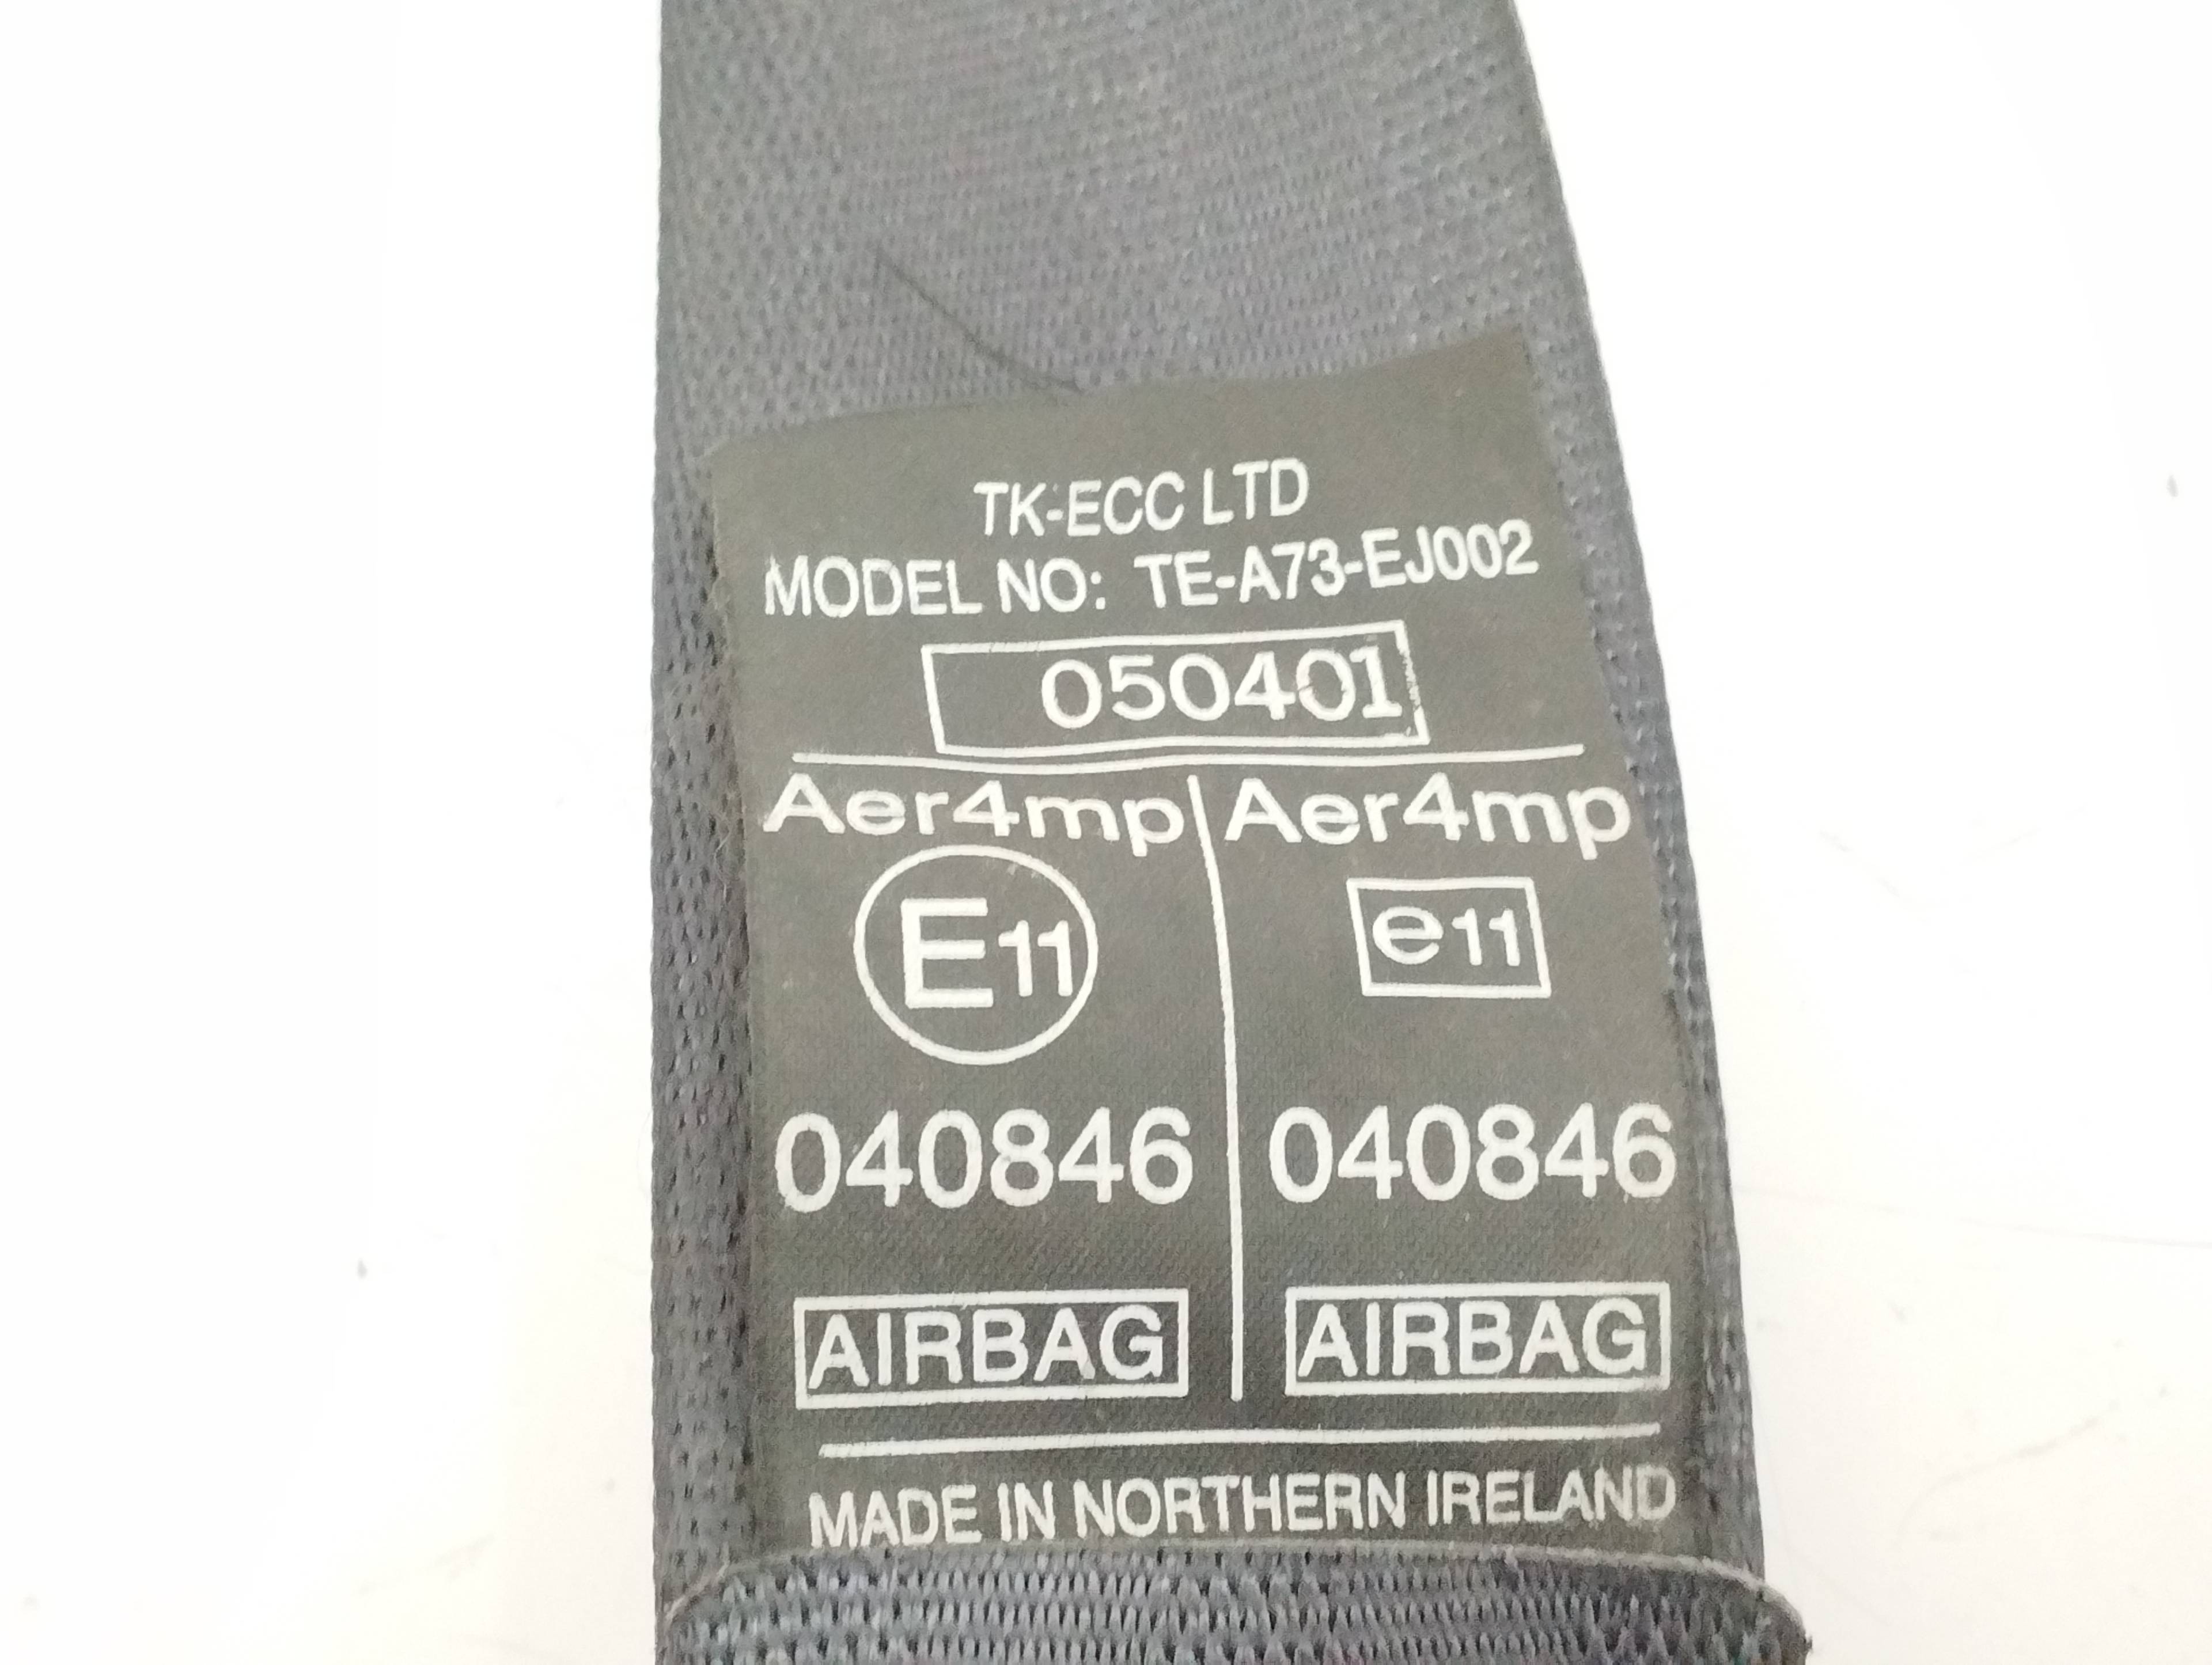 TK-ECC LTD
MODEL NO: TE-A73-EJ002
050401
Aer4mp Aer4mp
E11 e11
040846 040846
AIRBAG AIRBAG
MADE IN NORTHERN IRELAND